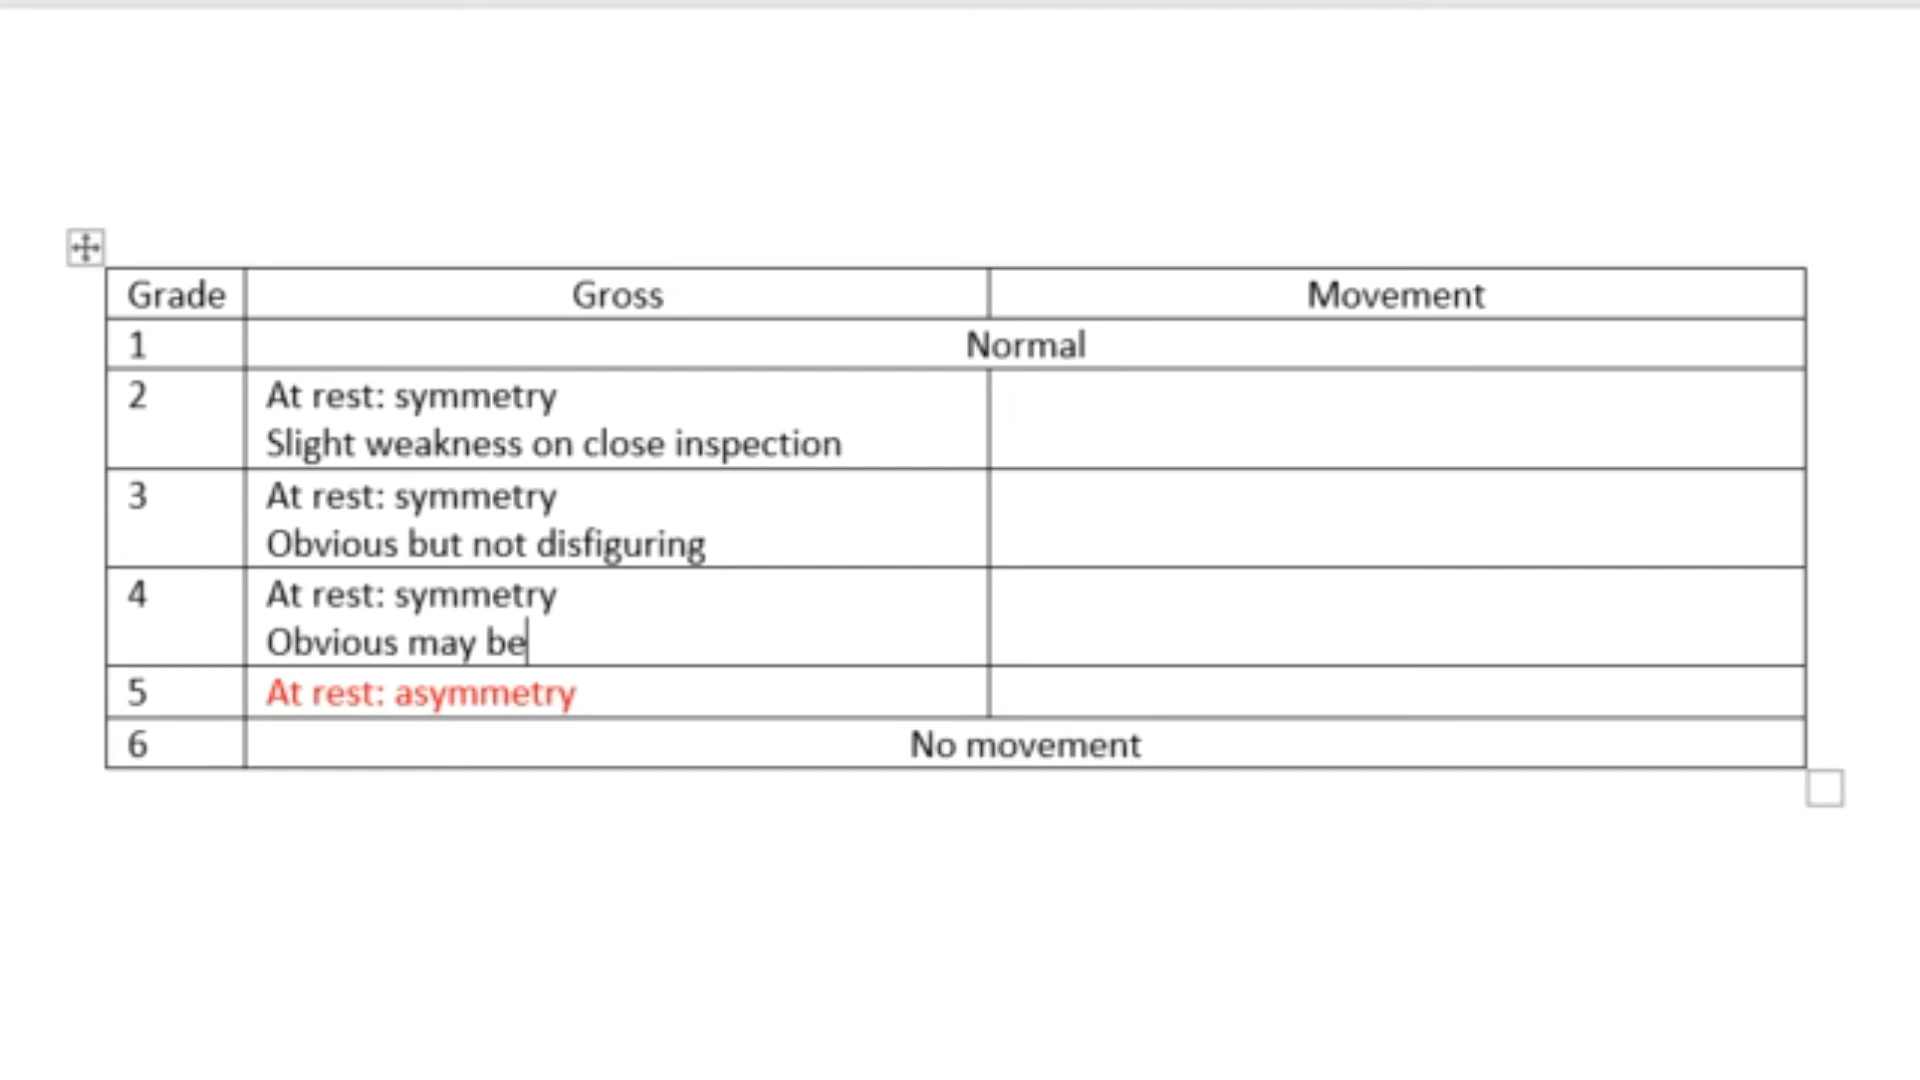 Grade Gross Movement
1 Normal
2 At rest: symmetry
Slight weakness on close inspection
3 At rest: symmetry
Obvious but not disfiguring
4 At rest: symmetry
Obvious may be
5 At rest: asymmetry
6 No movement